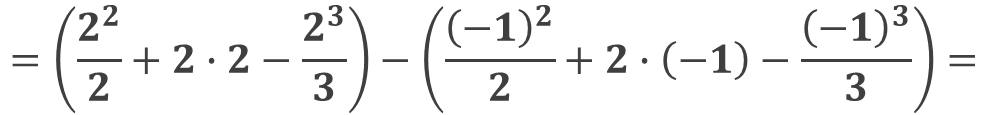 = (2²/2 + 2 · 2 − 2³/3) − ((−1)²/2 + 2 · (−1) − (−1)³/3) =